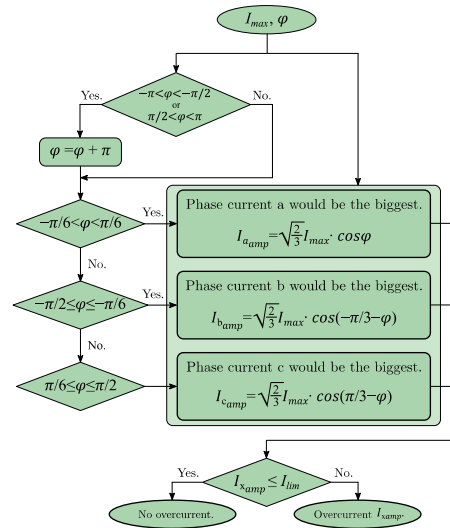 I_max, φ
−π<φ<−π/2
or
π/2<φ<π
Yes.
No.
φ =φ + π
−π/6<φ<π/6
Yes.
Phase current a would be the biggest.
I_a_amp=√(2/3)I_max· cosφ
No.
−π/2≤φ≤−π/6
Yes.
Phase current b would be the biggest.
I_b_amp=√(2/3)I_max· cos(−π/3−φ)
No.
π/6≤φ≤π/2
Phase current c would be the biggest.
I_c_amp=√(2/3)I_max· cos(π/3−φ)
I_x_amp≤ I_lim
Yes.
No.
No overcurrent.
Overcurrent I_xamp.